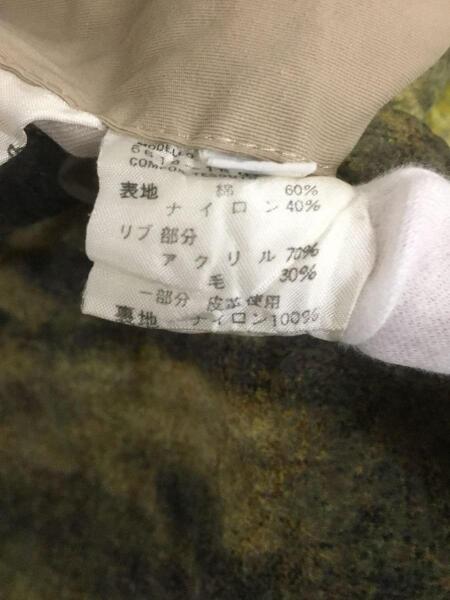 表地 綿 60%
ナイロン 40%
リブ部分
アクリル 70%
毛 30%
一部分 皮革使用
裏地 ナイロン100%